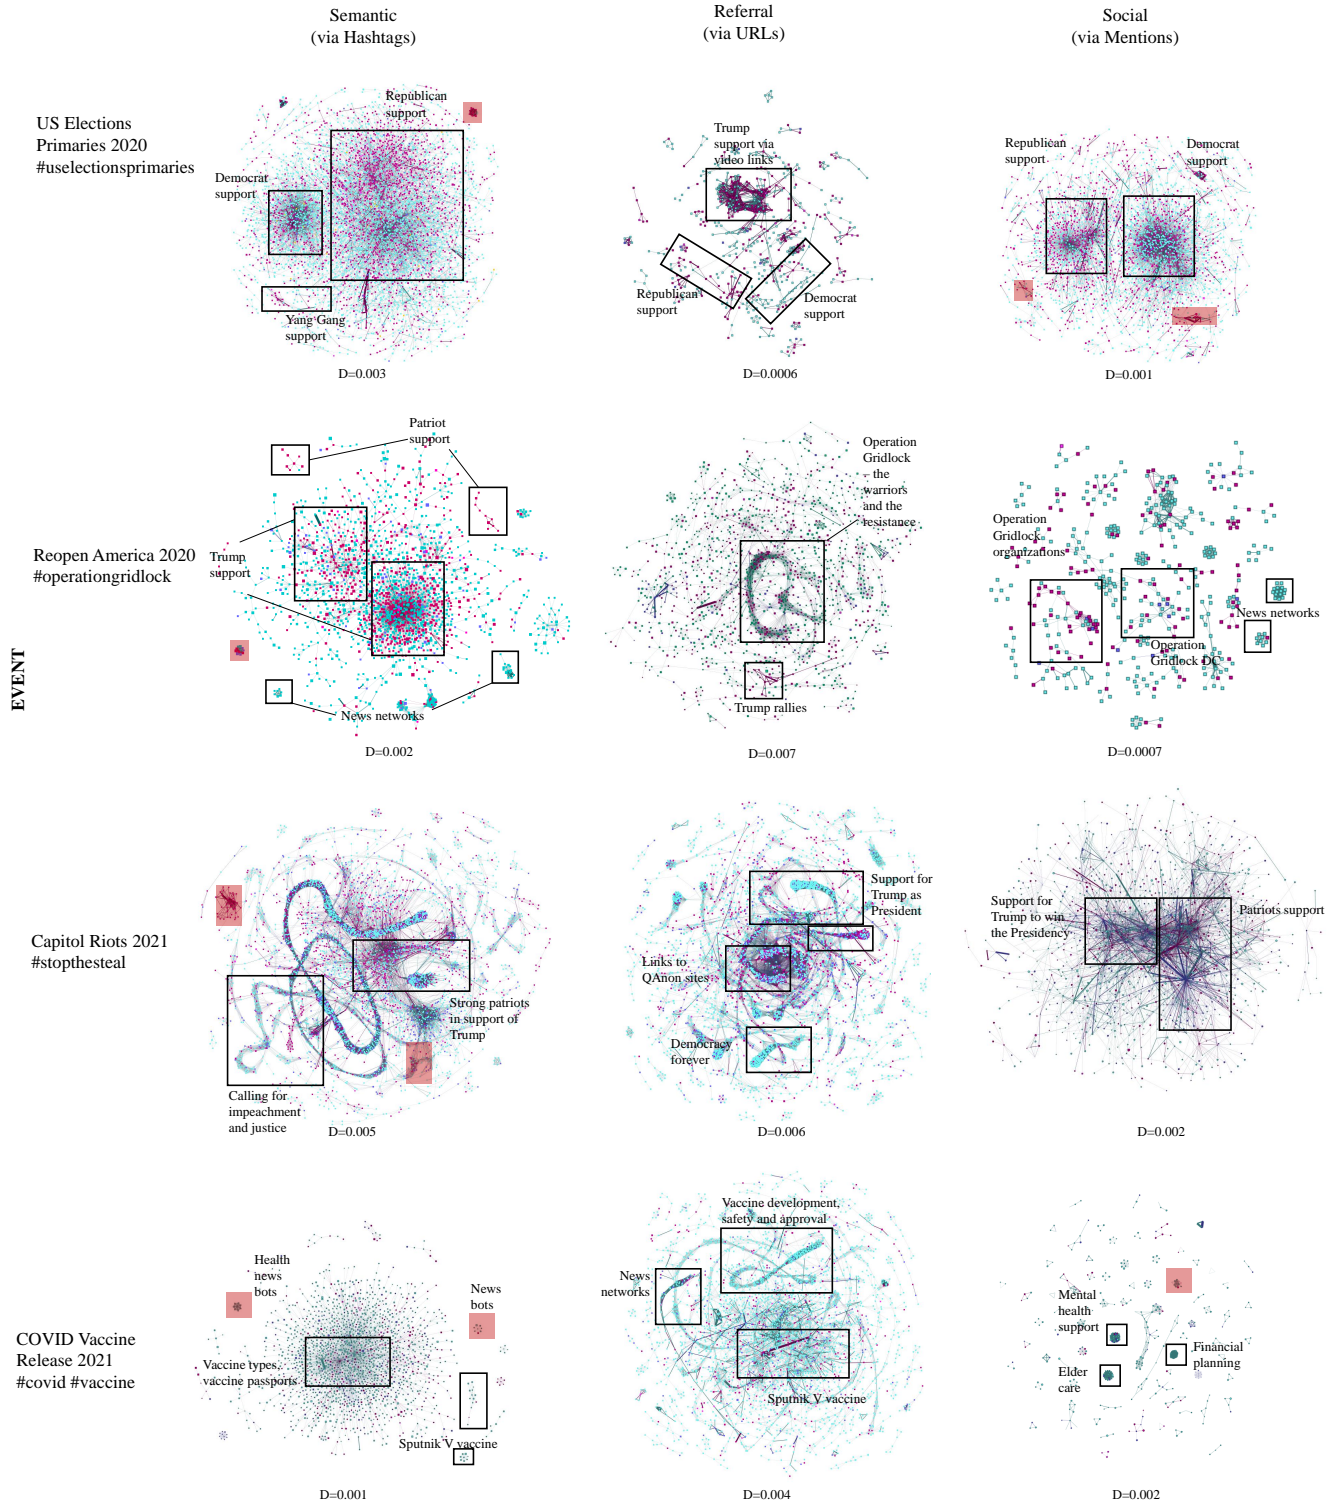 Semantic
(via Hashtags)
Referral
(via URLs)
Social
(via Mentions)
EVENT
US Elections
Primaries 2020
#uselectionsprimaries
Republican
support
Democrat
support
Yang Gang
support
D=0.003
Trump
support via
video links
Republican
support
Democrat
support
D=0.0006
Republican
support
Democrat
support
D=0.001
Reopen America 2020
#operationgridlock
Patriot
support
Trump
support
News networks
D=0.002
Operation
Gridlock
– the
warriors
and the
resistance
Trump rallies
D=0.007
Operation
Gridlock
organizations
News networks
Operation
Gridlock DC
D=0.0007
Capitol Riots 2021
#stopthesteal
Strong patriots
in support of
Trump
Calling for
impeachment
and justice
D=0.005
Support for
Trump as
President
Links to
QAnon sites
Democracy
forever
D=0.006
Support for
Trump to win
the Presidency
Patriots support
D=0.002
COVID Vaccine
Release 2021
#covid #vaccine
Health
news
bots
News
bots
Vaccine types,
vaccine passports
Sputnik V vaccine
D=0.001
Vaccine development,
safety and approval
News
networks
Sputnik V vaccine
D=0.004
Mental
health
support
Financial
planning
Elder
care
D=0.002